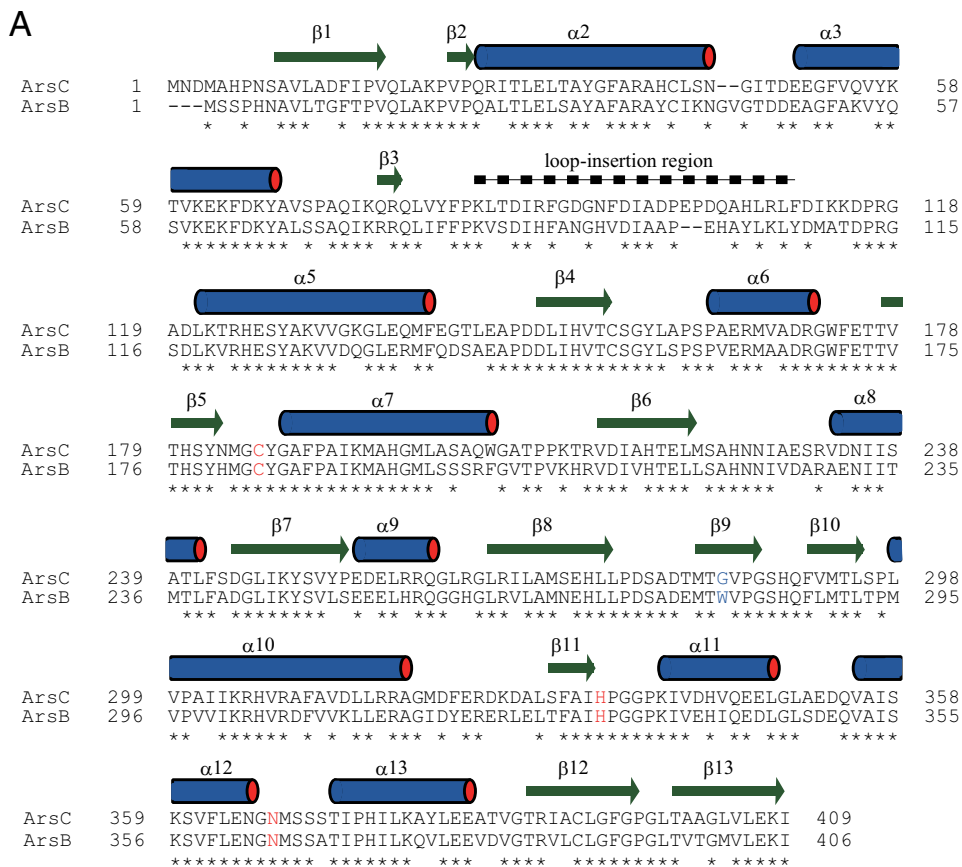 A
β1 β2 α2 α3
ArsC 1 MNDMAHPNSAVLADFIPVQLAKPVPQRITLELTAYGFARAHCLSN--GITDEEGFVQVYK 58
ArsB 1 ---MSSPHNAVLTGFTPVQLAKPVPQALTLELSAYAFARAYCIKNGVGTDDEAGFAKVYQ 57
* * *** * ********** **** ** **** * * * ** ** **
β3 loop-insertion region
ArsC 59 TVKEKFDKYAVSPAQIKQRQLVYFPKLTDIRFGDGNFDIADPEPDQAHLRLFDIKKDPRG 118
ArsB 58 SVKEKFDKYALSSAQIKRRQLIFFPKVSDIHFANGHVDIAAP--EHAYLKLYDMATDPRG 115
********* * **** *** *** ** * * *** * * * * * ****
α5 β4 α6
ArsC 119 ADLKTRHESYAKVVGKGLEQMFEGTLEAPDDLIHVTCSGYLAPSPAERMVADRGWFETTV 178
ArsB 116 SDLKVRHESYAKVVDQGLERMFQDSAEAPDDLIHVTCSGYLSPSPVERMAADRGWFETTV 175
*** ********* *** ** *************** *** *** **********
β5 α7 β6 α8
ArsC 179 THSYNMGCYGAFPAIKMAHGMLASAQWGATPPKTRVDIAHTELMSAHNNIAESRVDNIIS 238
ArsB 176 THSYHMGCYGAFPAIKMAHGMLSSSRFGVTPVKHRVDIVHTELLSAHNNIVDARAENIIT 235
**** ***************** * * ** * **** **** ****** * ***
β7 α9 β8 β9 β10
ArsC 239 ATLFSDGLIKYSVYPEDELRRQGLRGLRILAMSEHLLPDSADTMTGVPGSHQFVMTLSPL 298
ArsB 236 MTLFADGLIKYSVLSEEELHRQGGHGLRVLAMNEHLLPDSADEMTWVPGSHQFLMTLTPM 295
*** ******** * ** *** *** *** ********* ** ******* *** *
α10 β11 α11
ArsC 299 VPAIIKRHVRAFAVDLLRRAGMDFERDKDALSFAIHPGGPKIVDHVQEELGLAEDQVAIS 358
ArsB 296 VPVVIKRHVRDFVVKLLERAGIDYERERLELTFAIHPGGPKIVEHIQEDLGLSDEQVAIS 355
** ****** * * ** *** * ** * *********** * ** *** *****
α12 α13 β12 β13
ArsC 359 KSVFLENGNMSSSTIPHILKAYLEEATVGTRIACLGFGPGLTAAGLVLEKI 409
ArsB 356 KSVFLENGNMSSATIPHILKQVLEEVDVGTRVLCLGFGPGLTVTGMVLEKI 406
************ ******* *** **** ********* * *****